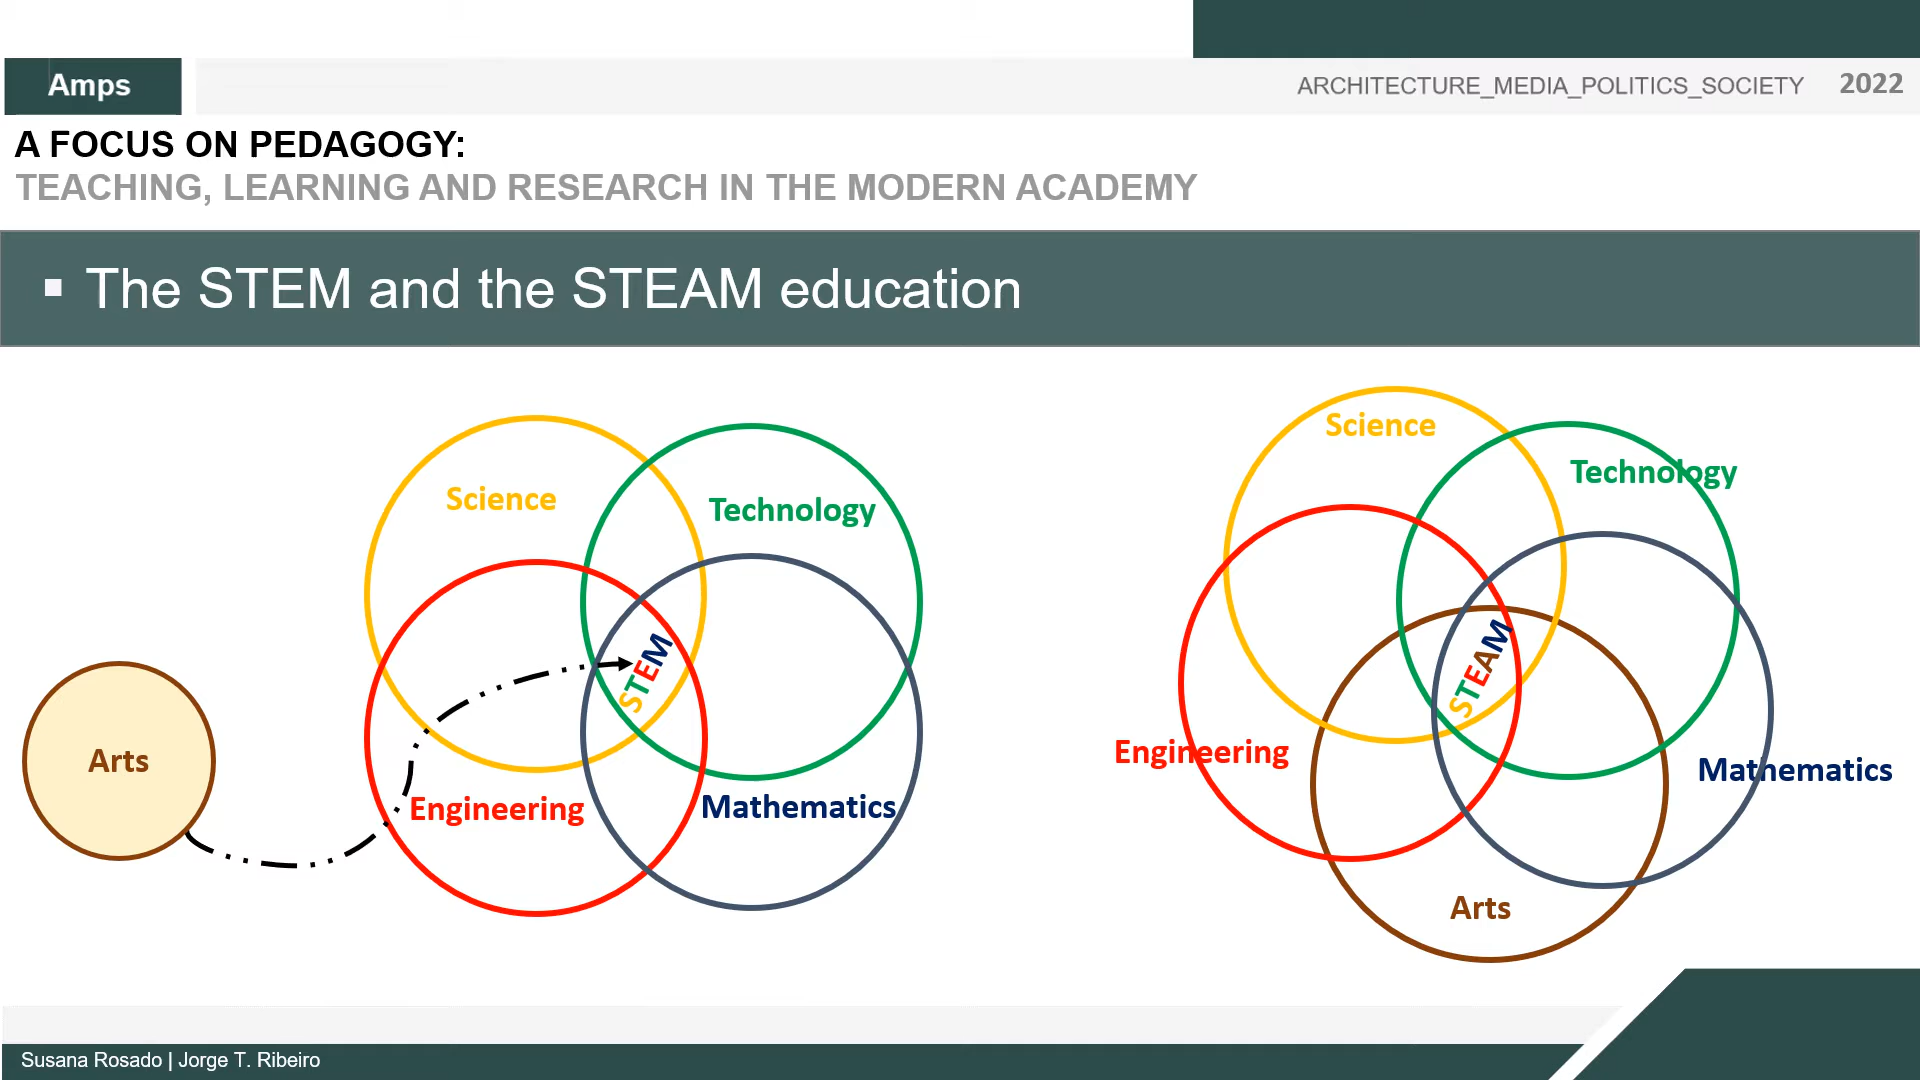 Amps
ARCHITECTURE_MEDIA_POLITICS_SOCIETY 2022
A FOCUS ON PEDAGOGY:
TEACHING, LEARNING AND RESEARCH IN THE MODERN ACADEMY
▪ The STEM and the STEAM education
Arts
Science
Technology
STEM
Engineering
Mathematics
Science
Technology
STEAM
Engineering
Mathematics
Arts
Susana Rosado | Jorge T. Ribeiro